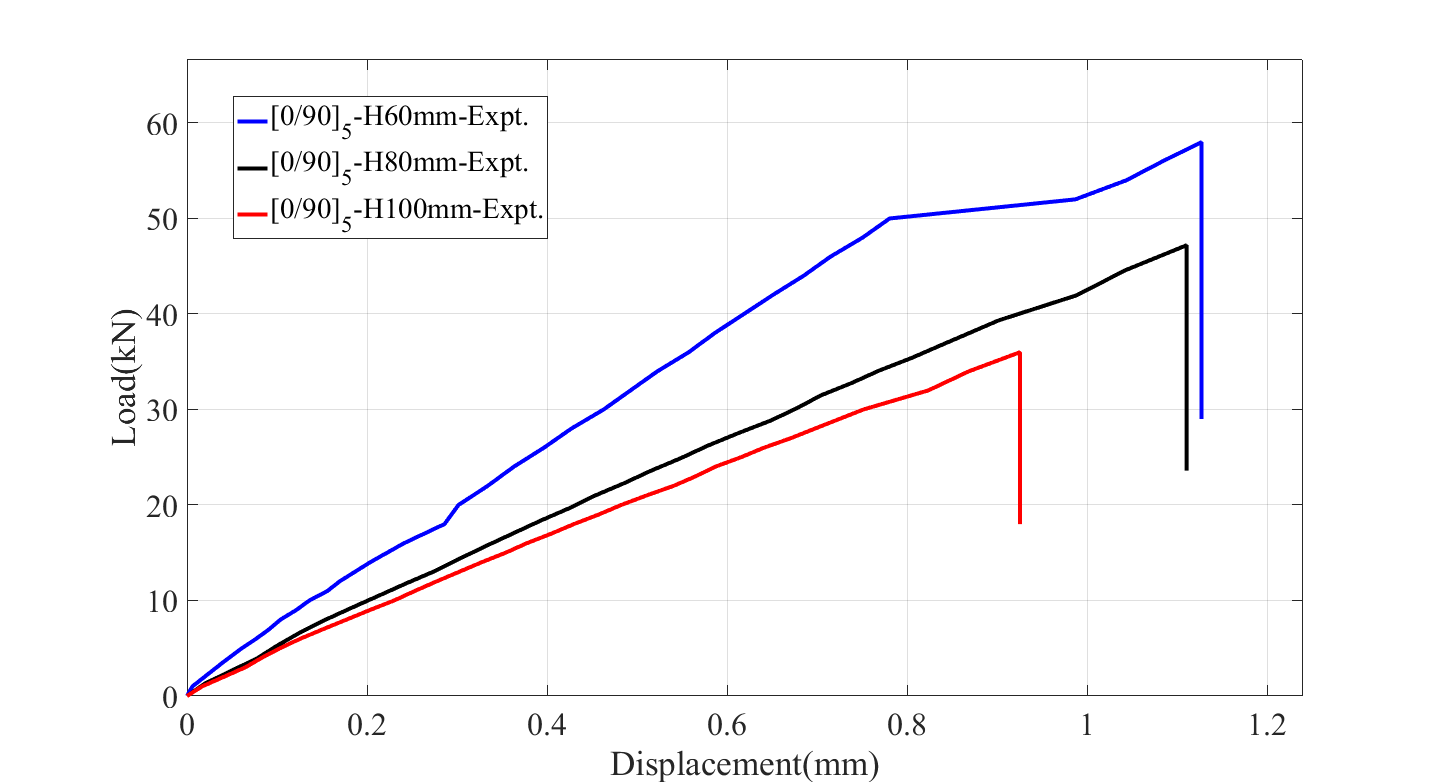 [0/90]5-H60mm-Expt.
[0/90]5-H80mm-Expt.
[0/90]5-H100mm-Expt.
60
50
40
30
20
10
0
Load(kN)
0 0.2 0.4 0.6 0.8 1 1.2
Displacement(mm)